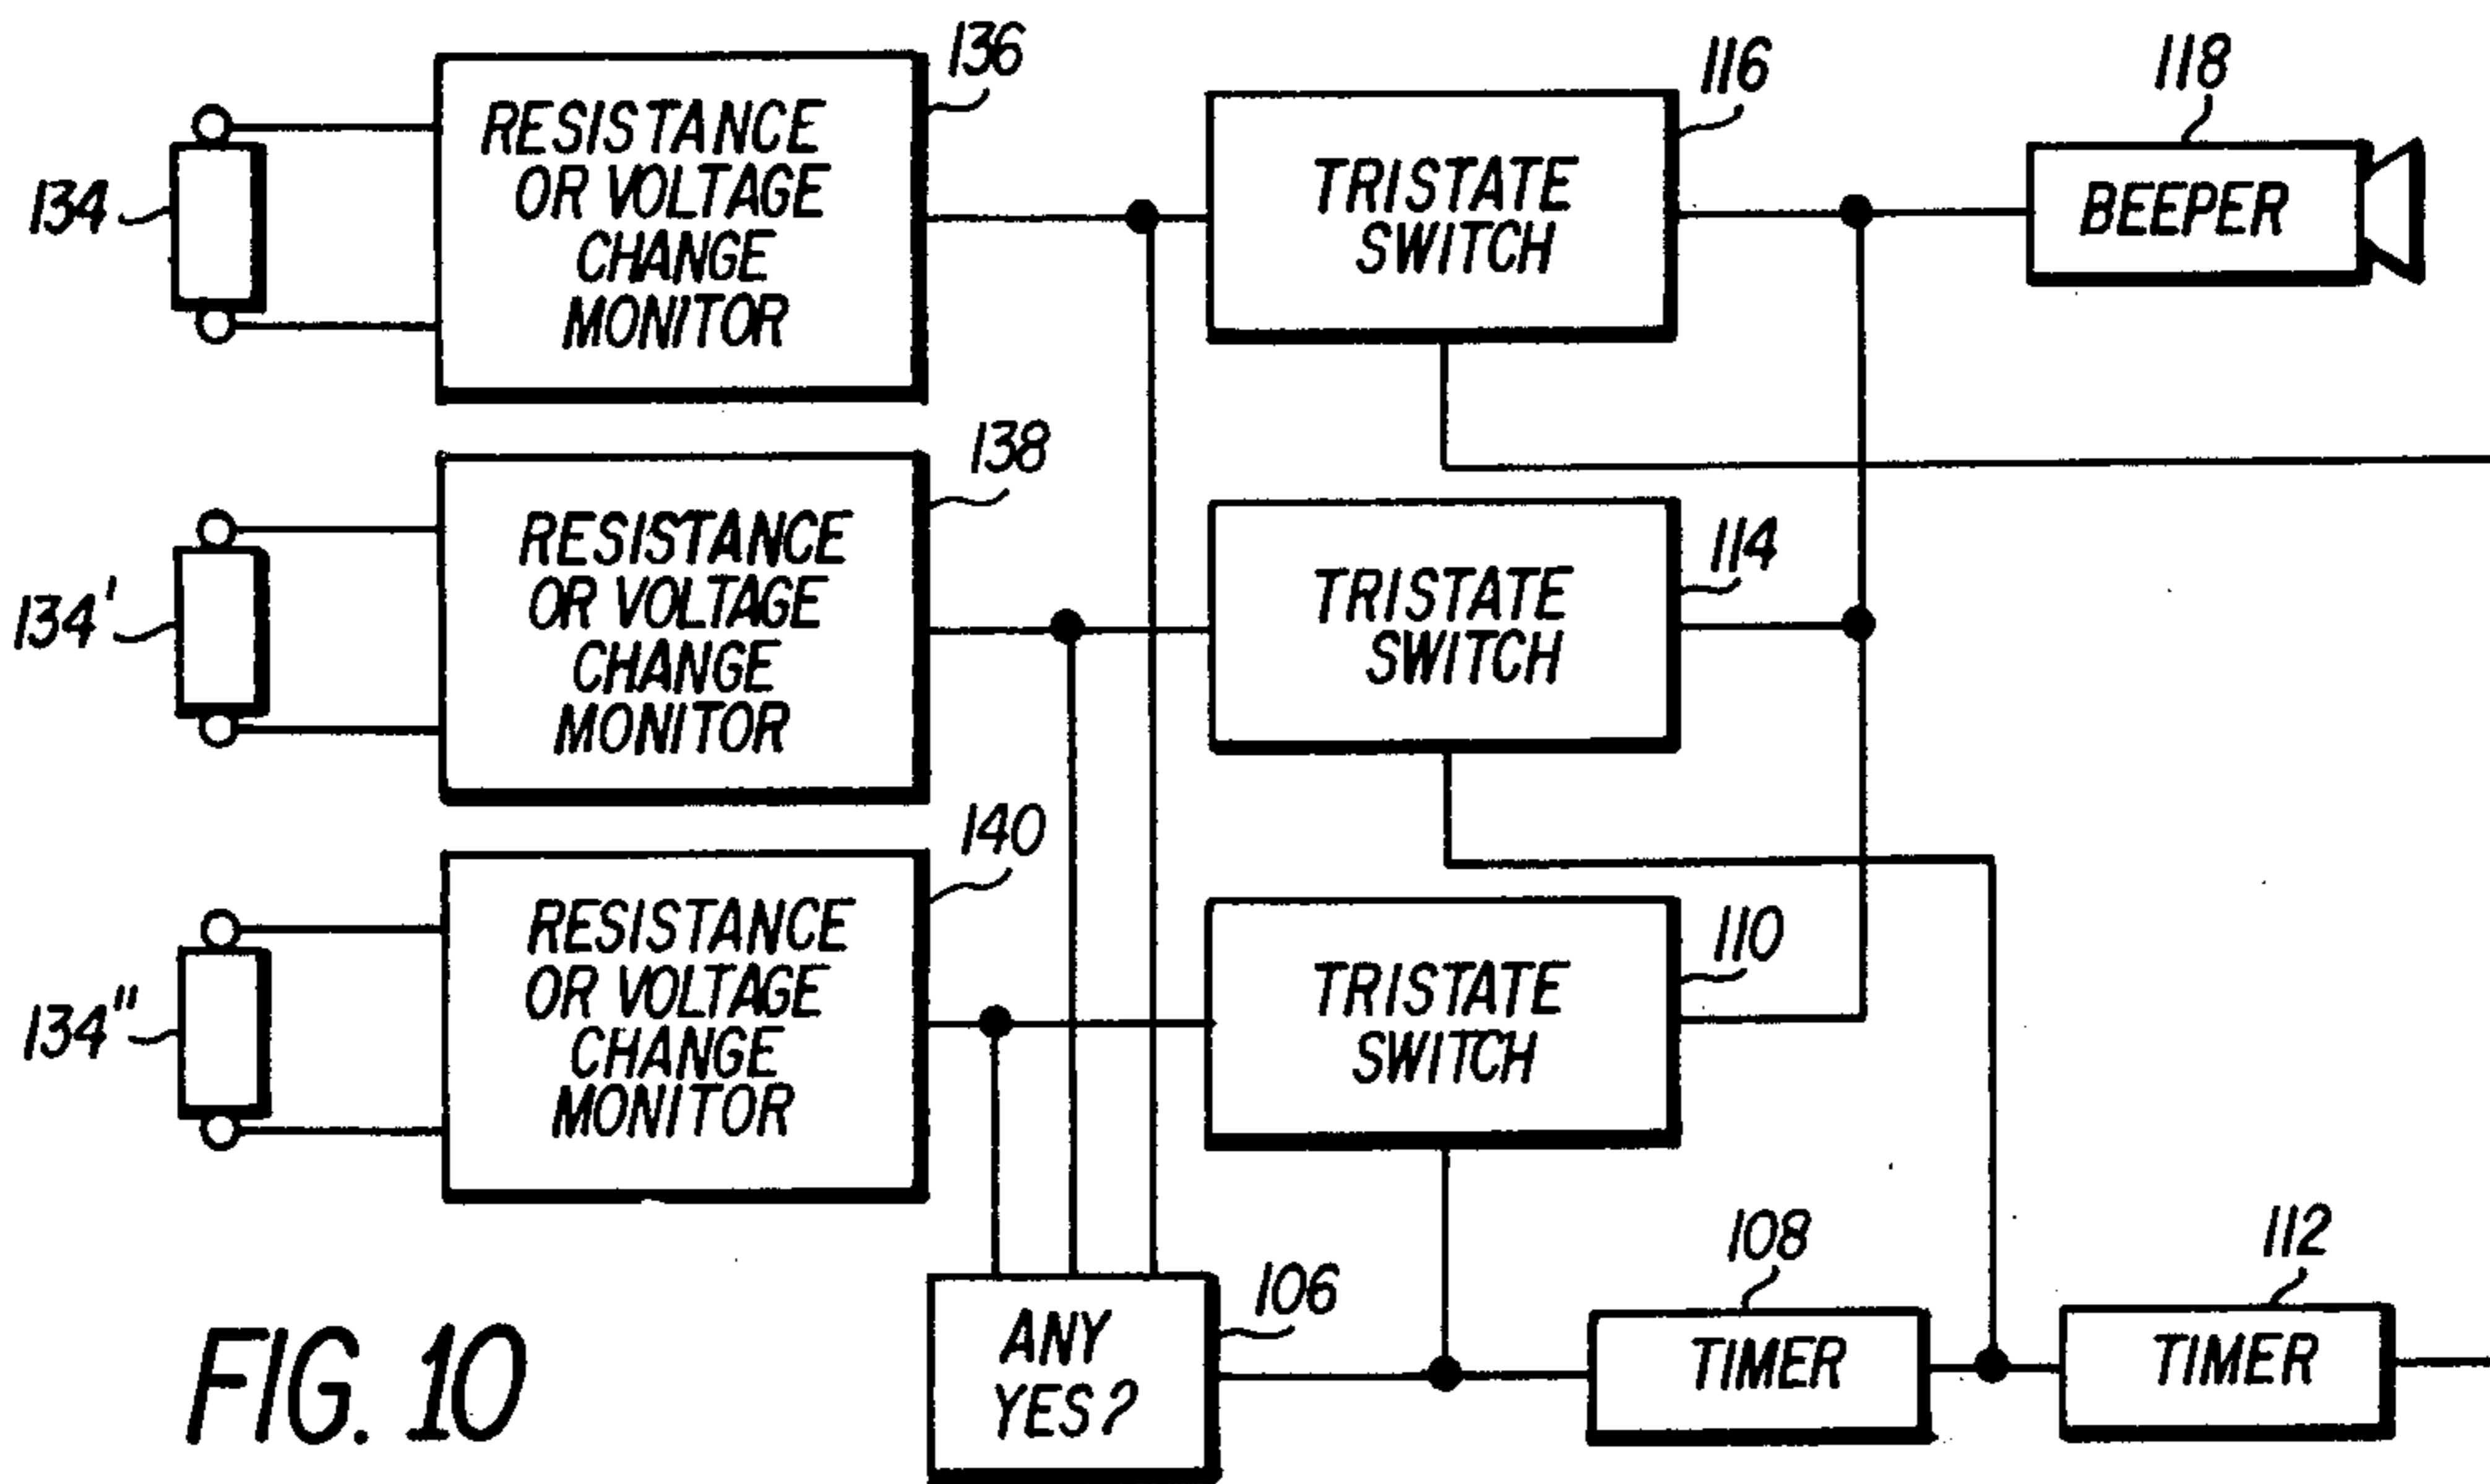 136
116
118
134
RESISTANCE
OR VOLTAGE
CHANGE
MONITOR
TRISTATE
SWITCH
BEEPER
138
114
134'
RESISTANCE
OR VOLTAGE
CHANGE
MONITOR
TRISTATE
SWITCH
140
110
134"
RESISTANCE
OR VOLTAGE
CHANGE
MONITOR
TRISTATE
SWITCH
106
108
112
ANY
YES?
TIMER
TIMER
FIG. 10